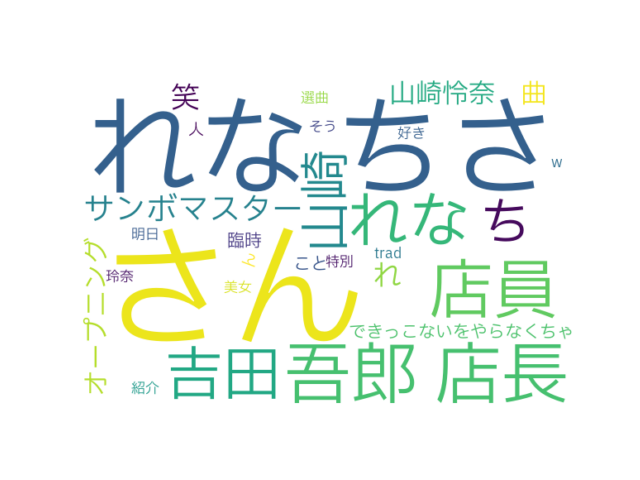 笑
選曲
山崎怜奈
曲
れなちさ
人
そう
好き
w
山崎
サンボマスター
れな
ち
明日
臨時
さん
ん
こと
特別
trad
れ
玲奈
美女
店員
オープニング
できっこないをやらなくちゃ
吉田
吾郎
店長
紹介